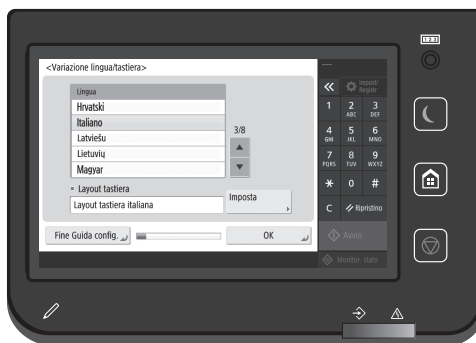 <Variazione lingua/tastiera>
Lingua
Hrvatski
Italiano
Latviešu
Lietuvių
Magyar
3/8
Layout tastiera
Layout tastiera italiana
Imposta
Fine Guida config.
OK
Impost/
Registr
1
2
ABC
3
DEF
4
GHI
5
JKL
6
MNO
7
PQRS
8
TUV
9
WXYZ
*
0
#
C
Ripristino
Avvio
Monitor. stato
123